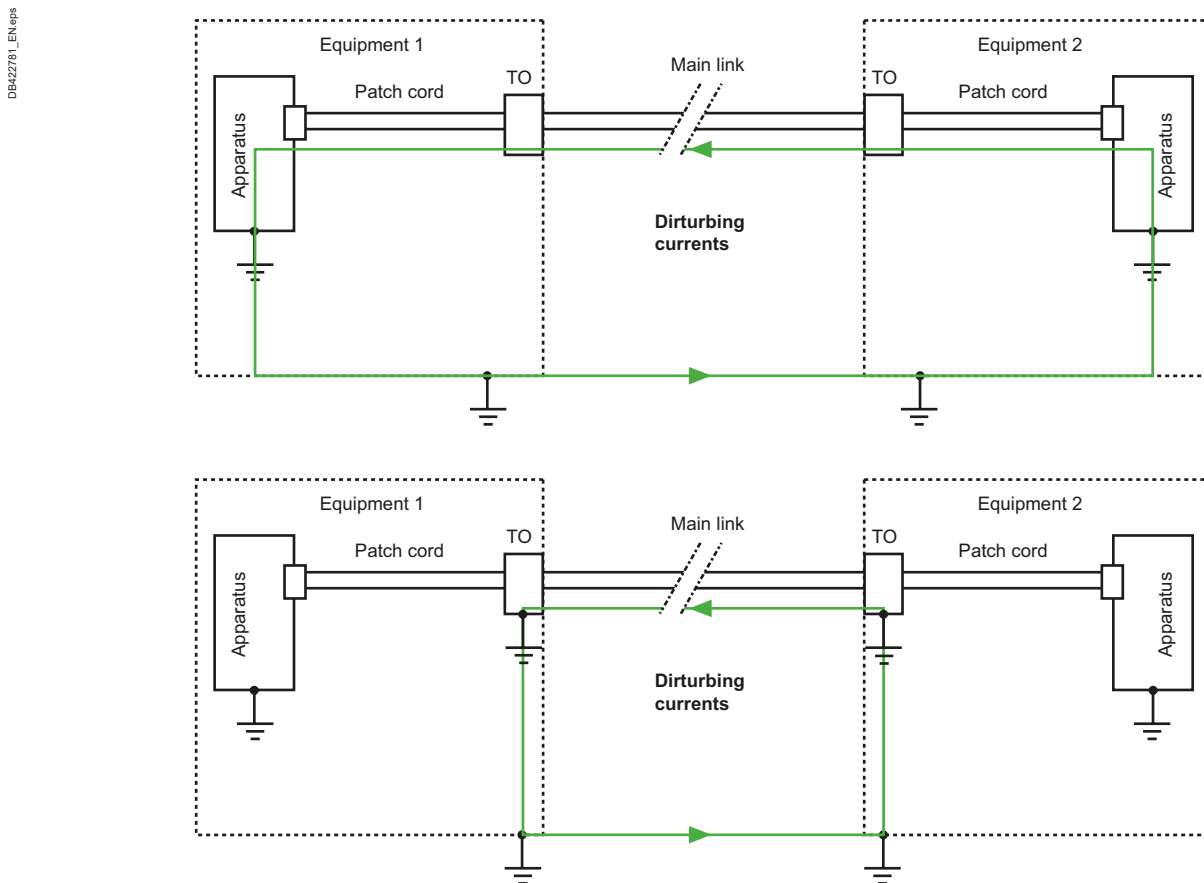 DB422781_EN.eps
Equipment 1
Equipment 2
Main link
TO
TO
Patch cord
Patch cord
Apparatus
Apparatus
Dirturbing
currents
Equipment 1
Equipment 2
Main link
TO
TO
Patch cord
Patch cord
Apparatus
Apparatus
Dirturbing
currents